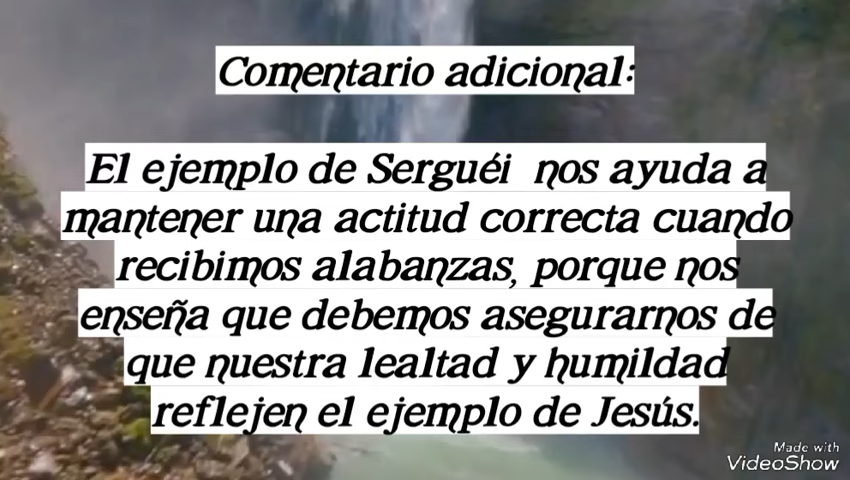 Comentario adicional:
El ejemplo de Serguéi nos ayuda a
mantener una actitud correcta cuando
recibimos alabanzas, porque nos
enseña que debemos asegurarnos de
que nuestra lealtad y humildad
reflejen el ejemplo de Jesús.
Made with
VideoShow